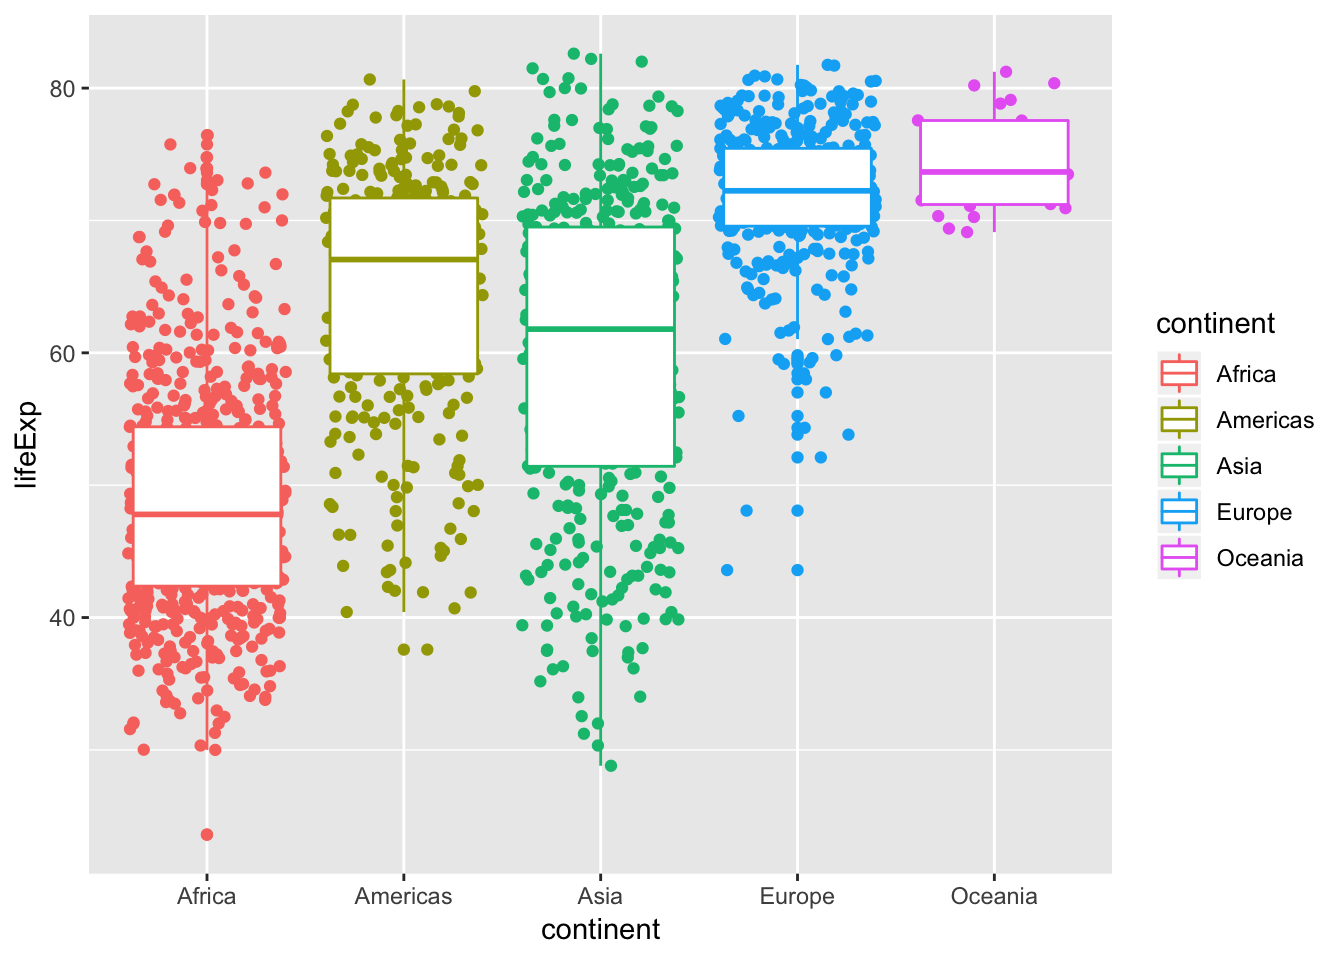 lifeExp
80
60
40
Africa
Americas
Asia
Europe
Oceania
continent
continent
Africa
Americas
Asia
Europe
Oceania